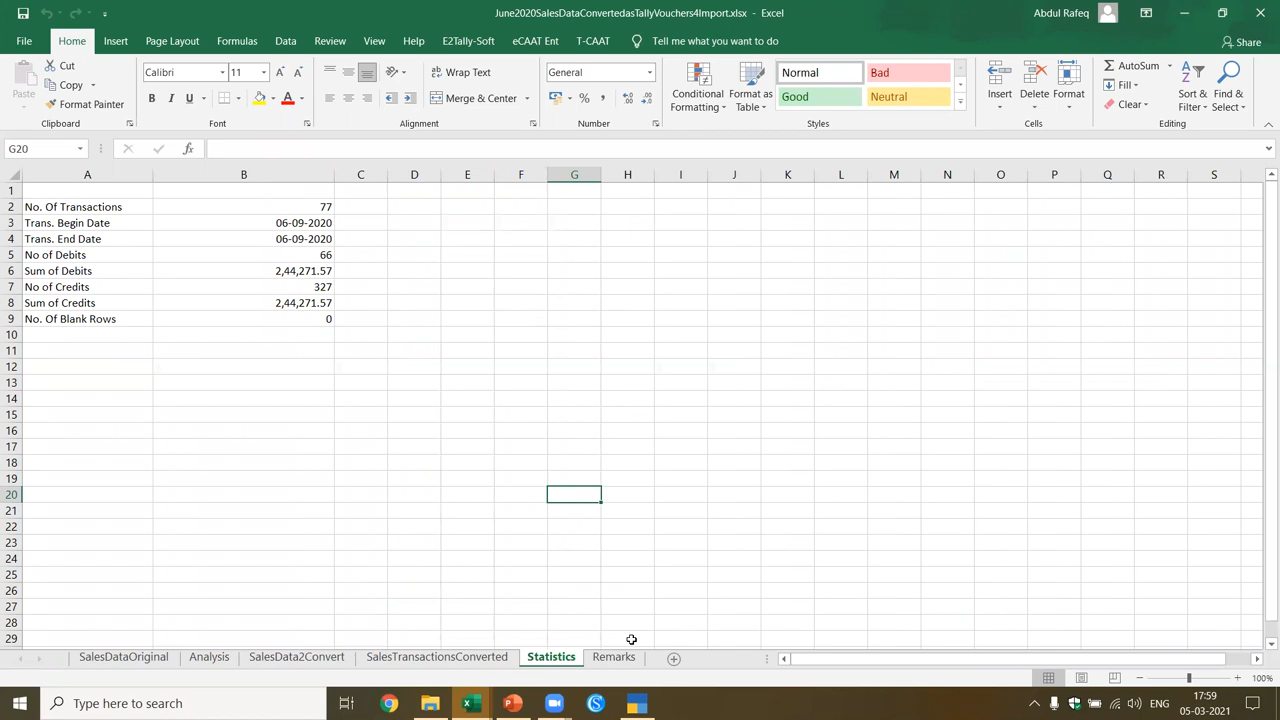 June2020SalesDataConvertedasTallyVouchers4Import.xlsx - Excel
Abdul Rafeq
File Home Insert Page Layout Formulas Data Review View Help E2Tally-Soft eCAAT Ent T-CAAT Tell me what you want to do Share
Paste
Cut
Copy
Format Painter
Clipboard
Calibri 11
B I U A
Font
Wrap Text
Merge & Center
Alignment
General
%
Number
Conditional Formatting
Format as Table
Normal Bad
Good Neutral
Styles
Insert Delete Format
Cells
AutoSum
Fill
Clear
Sort & Filter
Find & Select
Editing
G20 fx
A B C D E F G H I J K L M N O P Q R S
1
2 No. Of Transactions 77
3 Trans. Begin Date 06-09-2020
4 Trans. End Date 06-09-2020
5 No of Debits 66
6 Sum of Debits 2,44,271.57
7 No of Credits 327
8 Sum of Credits 2,44,271.57
9 No. Of Blank Rows 0
10
11
12
13
14
15
16
17
18
19
20
21
22
23
24
25
26
27
28
29
SalesDataOriginal Analysis SalesData2Convert SalesTransactionsConverted Statistics Remarks
100%
Type here to search
17:59
05-03-2021